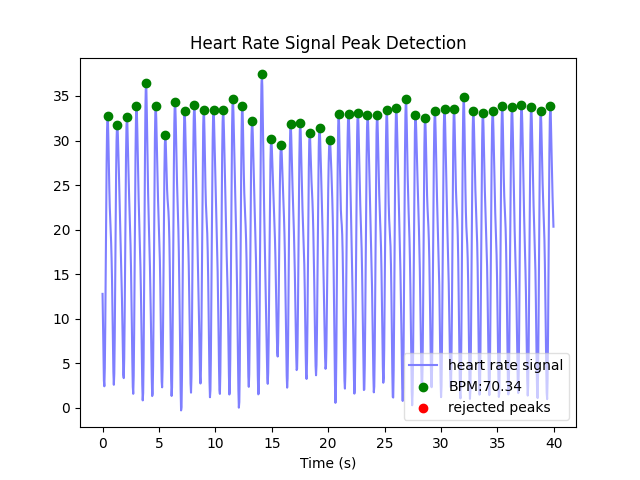 Heart Rate Signal Peak Detection
35
30
25
20
15
10
5
0
heart rate signal
BPM:70.34
rejected peaks
0 5 10 15 20 25 30 35 40
Time (s)